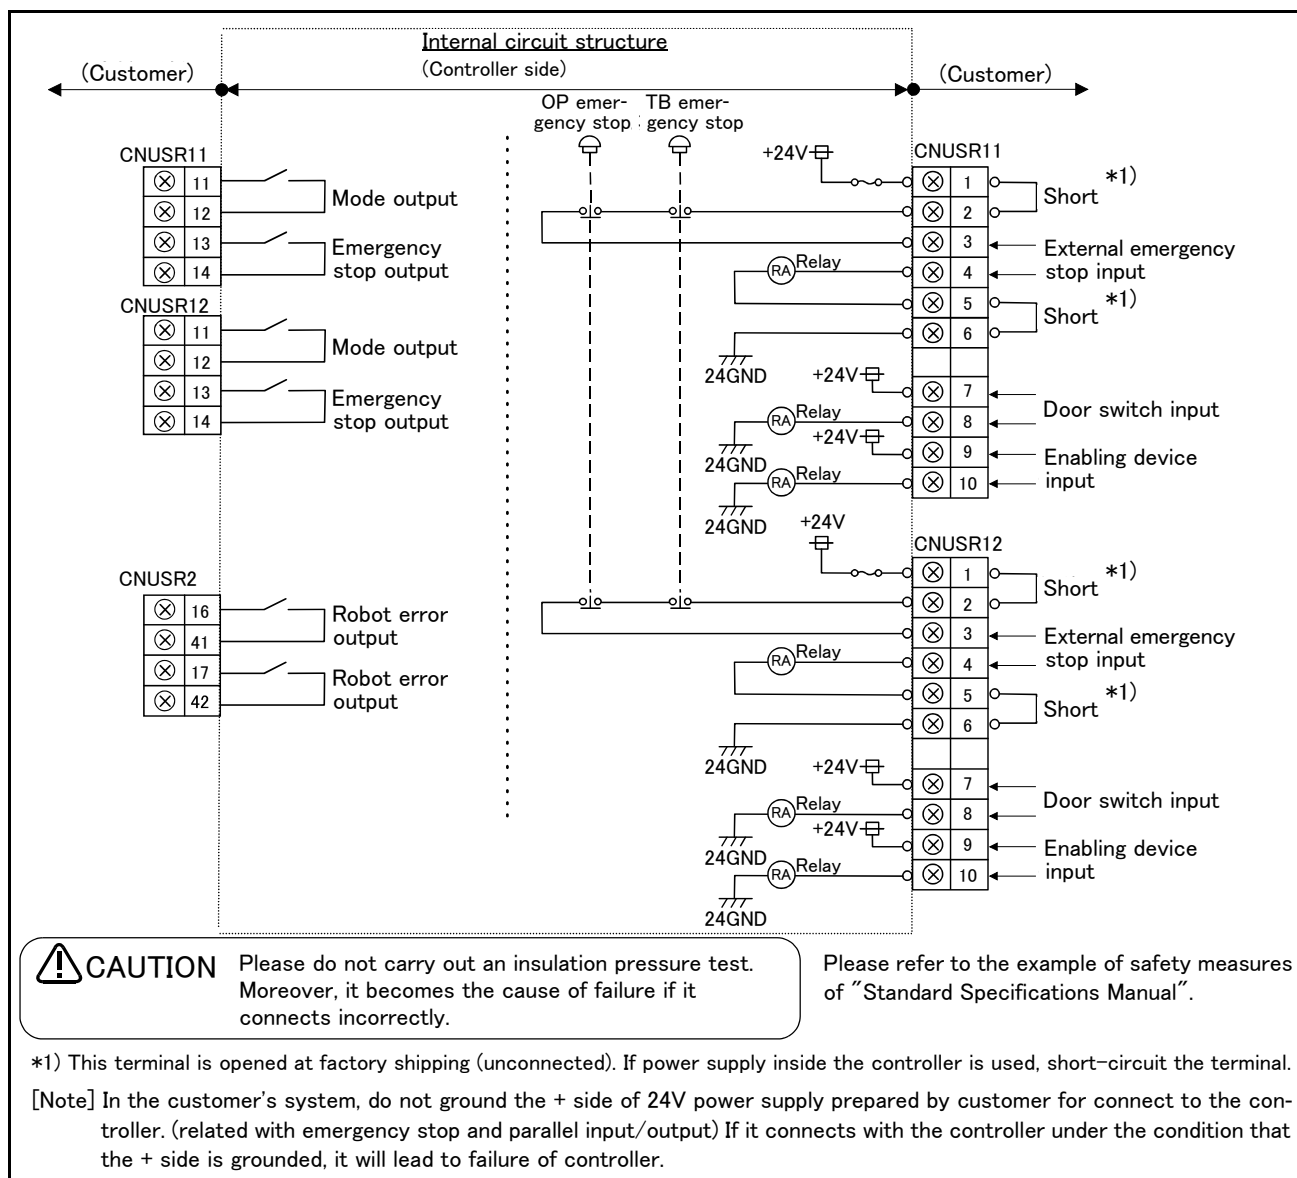 Internal circuit structure
(Customer)
(Controller side)
(Customer)
OP emer-
gency stop
TB emer-
gency stop
CNUSR11
11
12
13
14
Mode output
Emergency
stop output
CNUSR12
11
12
13
14
Mode output
Emergency
stop output
CNUSR2
16
41
17
42
Robot error
output
Robot error
output
+24V
CNUSR11
1
2
3
4
5
6
7
8
9
10
Short *1)
External emergency
stop input
Relay
RA
Short *1)
24GND
+24V
Door switch input
Relay
RA
+24V
24GND
Enabling device
input
Relay
RA
24GND
+24V
CNUSR12
1
2
3
4
5
6
7
8
9
10
Short *1)
External emergency
stop input
Relay
RA
Short *1)
24GND
+24V
Door switch input
Relay
RA
+24V
24GND
Enabling device
input
Relay
RA
24GND
CAUTION
Please do not carry out an insulation pressure test.
Moreover, it becomes the cause of failure if it
connects incorrectly.
Please refer to the example of safety measures
of "Standard Specifications Manual".
*1) This terminal is opened at factory shipping (unconnected). If power supply inside the controller is used, short-circuit the terminal.
[Note] In the customer's system, do not ground the + side of 24V power supply prepared by customer for connect to the con-
troller. (related with emergency stop and parallel input/output) If it connects with the controller under the condition that
the + side is grounded, it will lead to failure of controller.